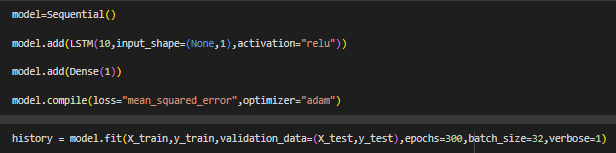 model=Sequential()
model.add(LSTM(10,input_shape=(None,1),activation="relu"))
model.add(Dense(1))
model.compile(loss="mean_squared_error",optimizer="adam")
history = model.fit(X_train,y_train,validation_data=(X_test,y_test),epochs=300,batch_size=32,verbose=1)